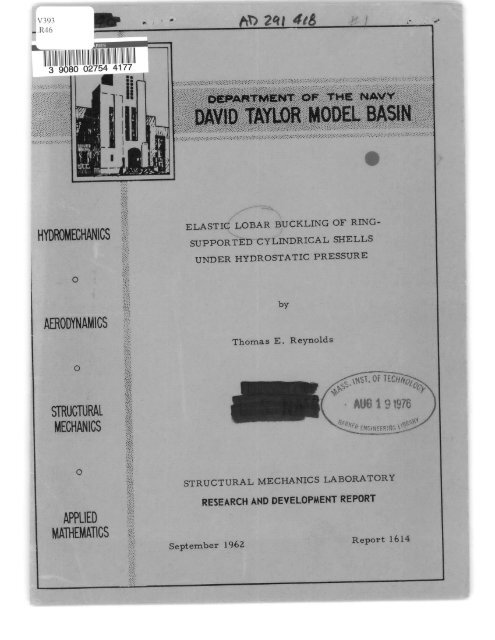 V393
.R46
AD 291 418
#1
3 9080 02754 4177
DEPARTMENT OF THE NAVY
DAVID TAYLOR MODEL BASIN
HYDROMECHANICS
AERODYNAMICS
STRUCTURAL
MECHANICS
APPLIED
MATHEMATICS
ELASTIC LOBAR BUCKLING OF RING-
SUPPORTED CYLINDRICAL SHELLS
UNDER HYDROSTATIC PRESSURE
by
Thomas E. Reynolds
MASS. INST. OF TECHNOLOGY
AUG 19 1976
BARKER ENGINEERING LIBRARY
STRUCTURAL MECHANICS LABORATORY
RESEARCH AND DEVELOPMENT REPORT
September 1962
Report 1614